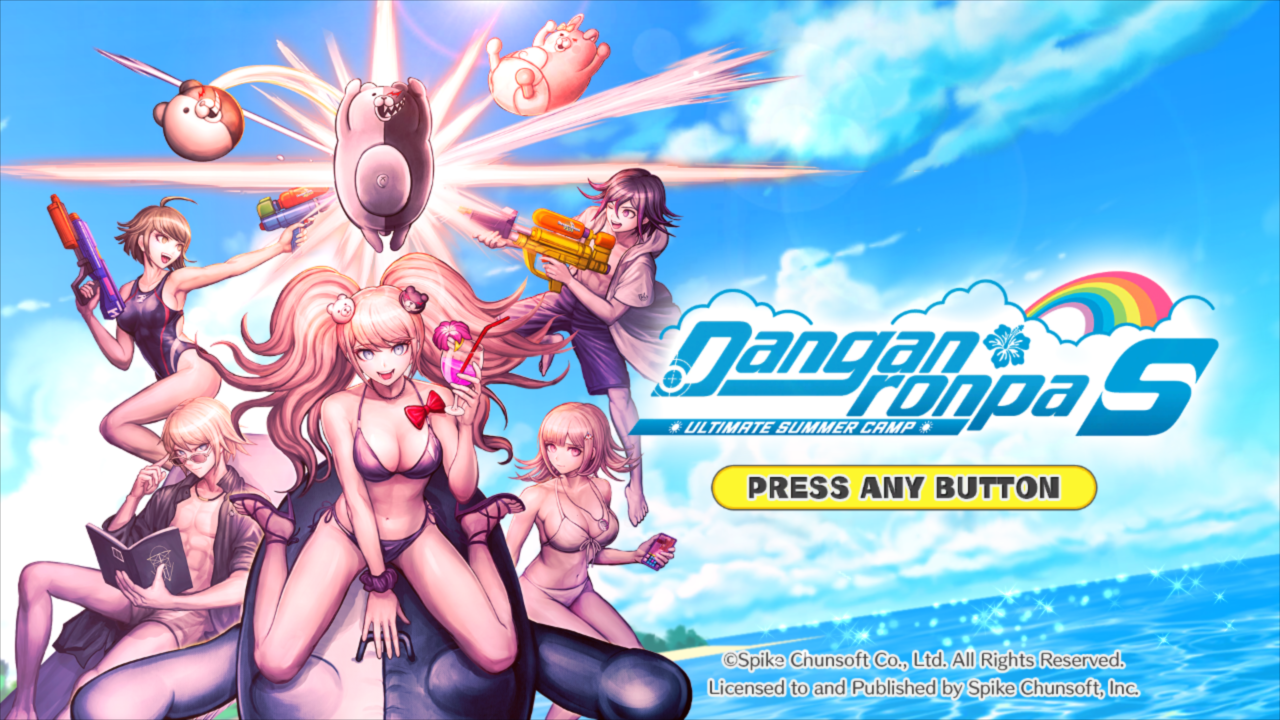 Dangan
ronpa S
ULTIMATE SUMMER CAMP
PRESS ANY BUTTON
©Spike Chunsoft Co., Ltd. All Rights Reserved.
Licensed to and Published by Spike Chunsoft, Inc.